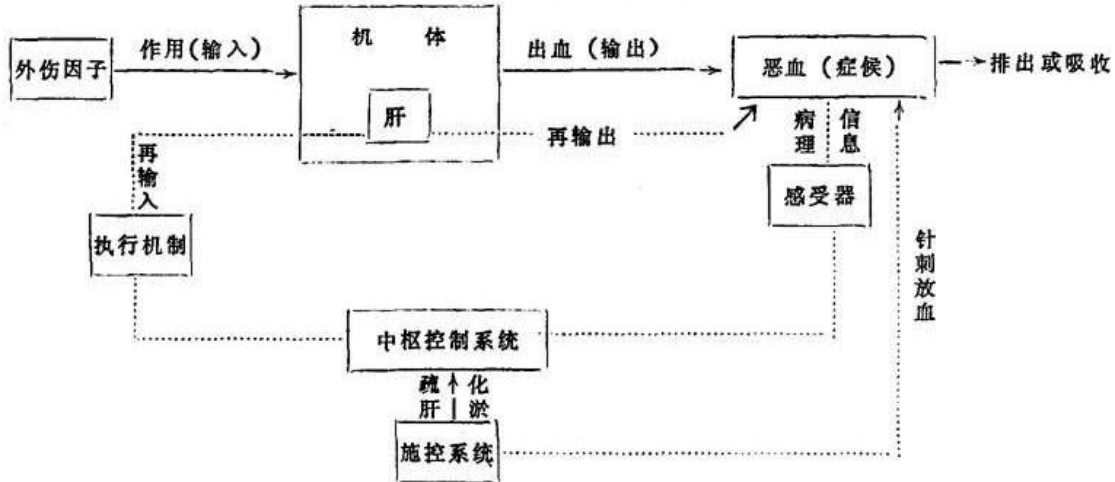 机 体
外伤因子
作用(输入)
出血(输出)
恶血(症候)
排出或吸收
肝
再输出
再输入
病理
信息
感受器
执行机制
针刺放血
中枢控制系统
疏肝
化淤
施控系统